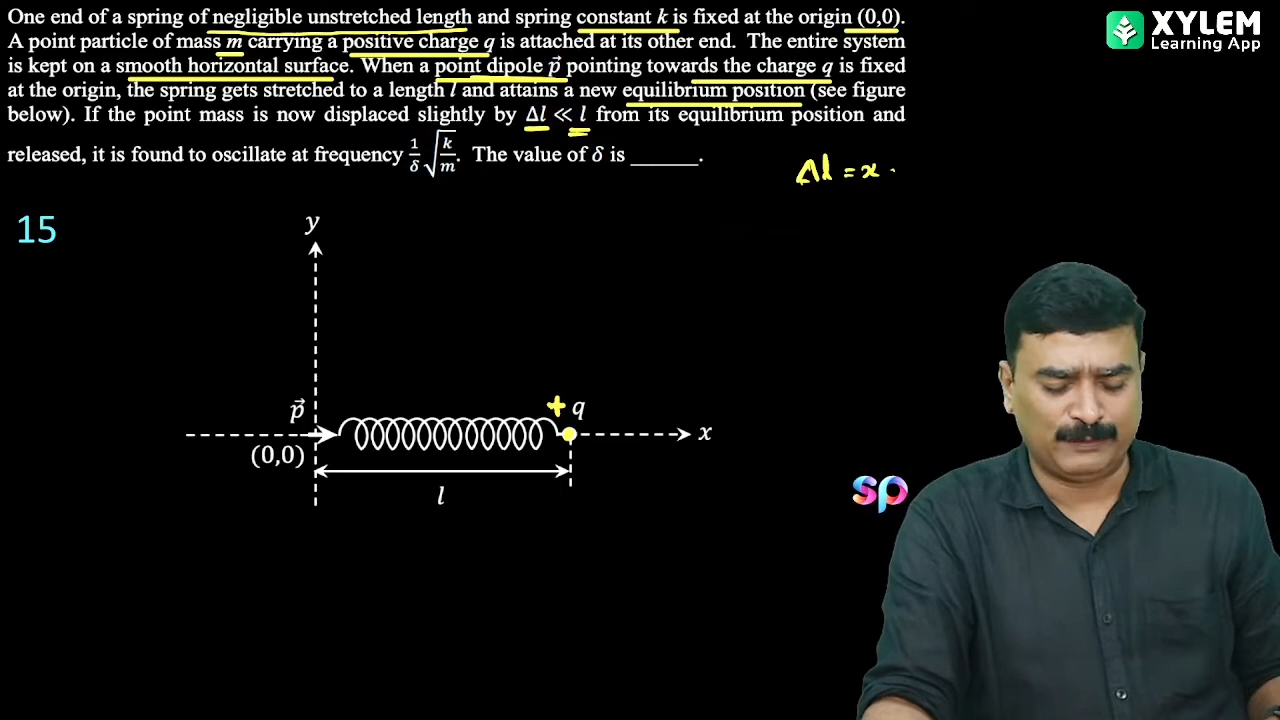 One end of a spring of negligible unstretched length and spring constant k is fixed at the origin (0,0).
A point particle of mass m carrying a positive charge q is attached at its other end. The entire system
is kept on a smooth horizontal surface. When a point dipole p⃗ pointing towards the charge q is fixed
at the origin, the spring gets stretched to a length l and attains a new equilibrium position (see figure
below). If the point mass is now displaced slightly by Δl ≪ l from its equilibrium position and
released, it is found to oscillate at frequency 1/δ √(k/m). The value of δ is ______.
XYLEM
Learning App
Δl = x
15
y
p⃗
+ q
x
(0,0)
l
sp